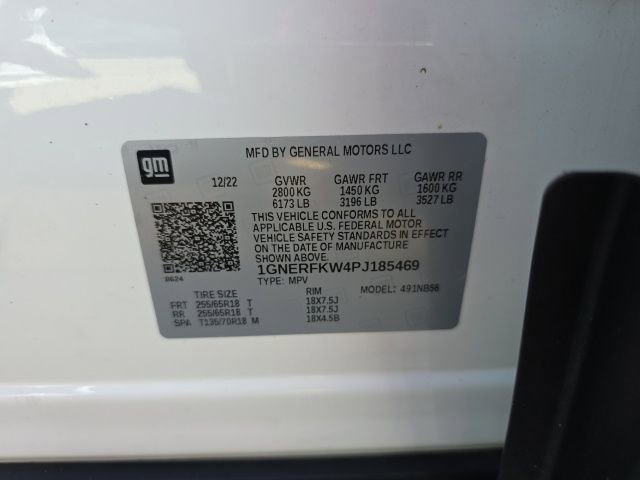 gm
MFD BY GENERAL MOTORS LLC
12/22 GVWR GAWR FRT GAWR RR
2800 KG 1450 KG 1600 KG
6173 LB 3196 LB 3527 LB
THIS VEHICLE CONFORMS TO ALL
APPLICABLE U.S. FEDERAL MOTOR
VEHICLE SAFETY STANDARDS IN EFFECT
ON THE DATE OF MANUFACTURE
SHOWN ABOVE.
1GNERFKW4PJ185469
8624
TYPE: MPV MODEL: 491NB56
TIRE SIZE RIM
FRT 255/65R18 T 18X7.5J
RR 255/65R18 T 18X7.5J
SPA T135/70R18 M 18X4.5B